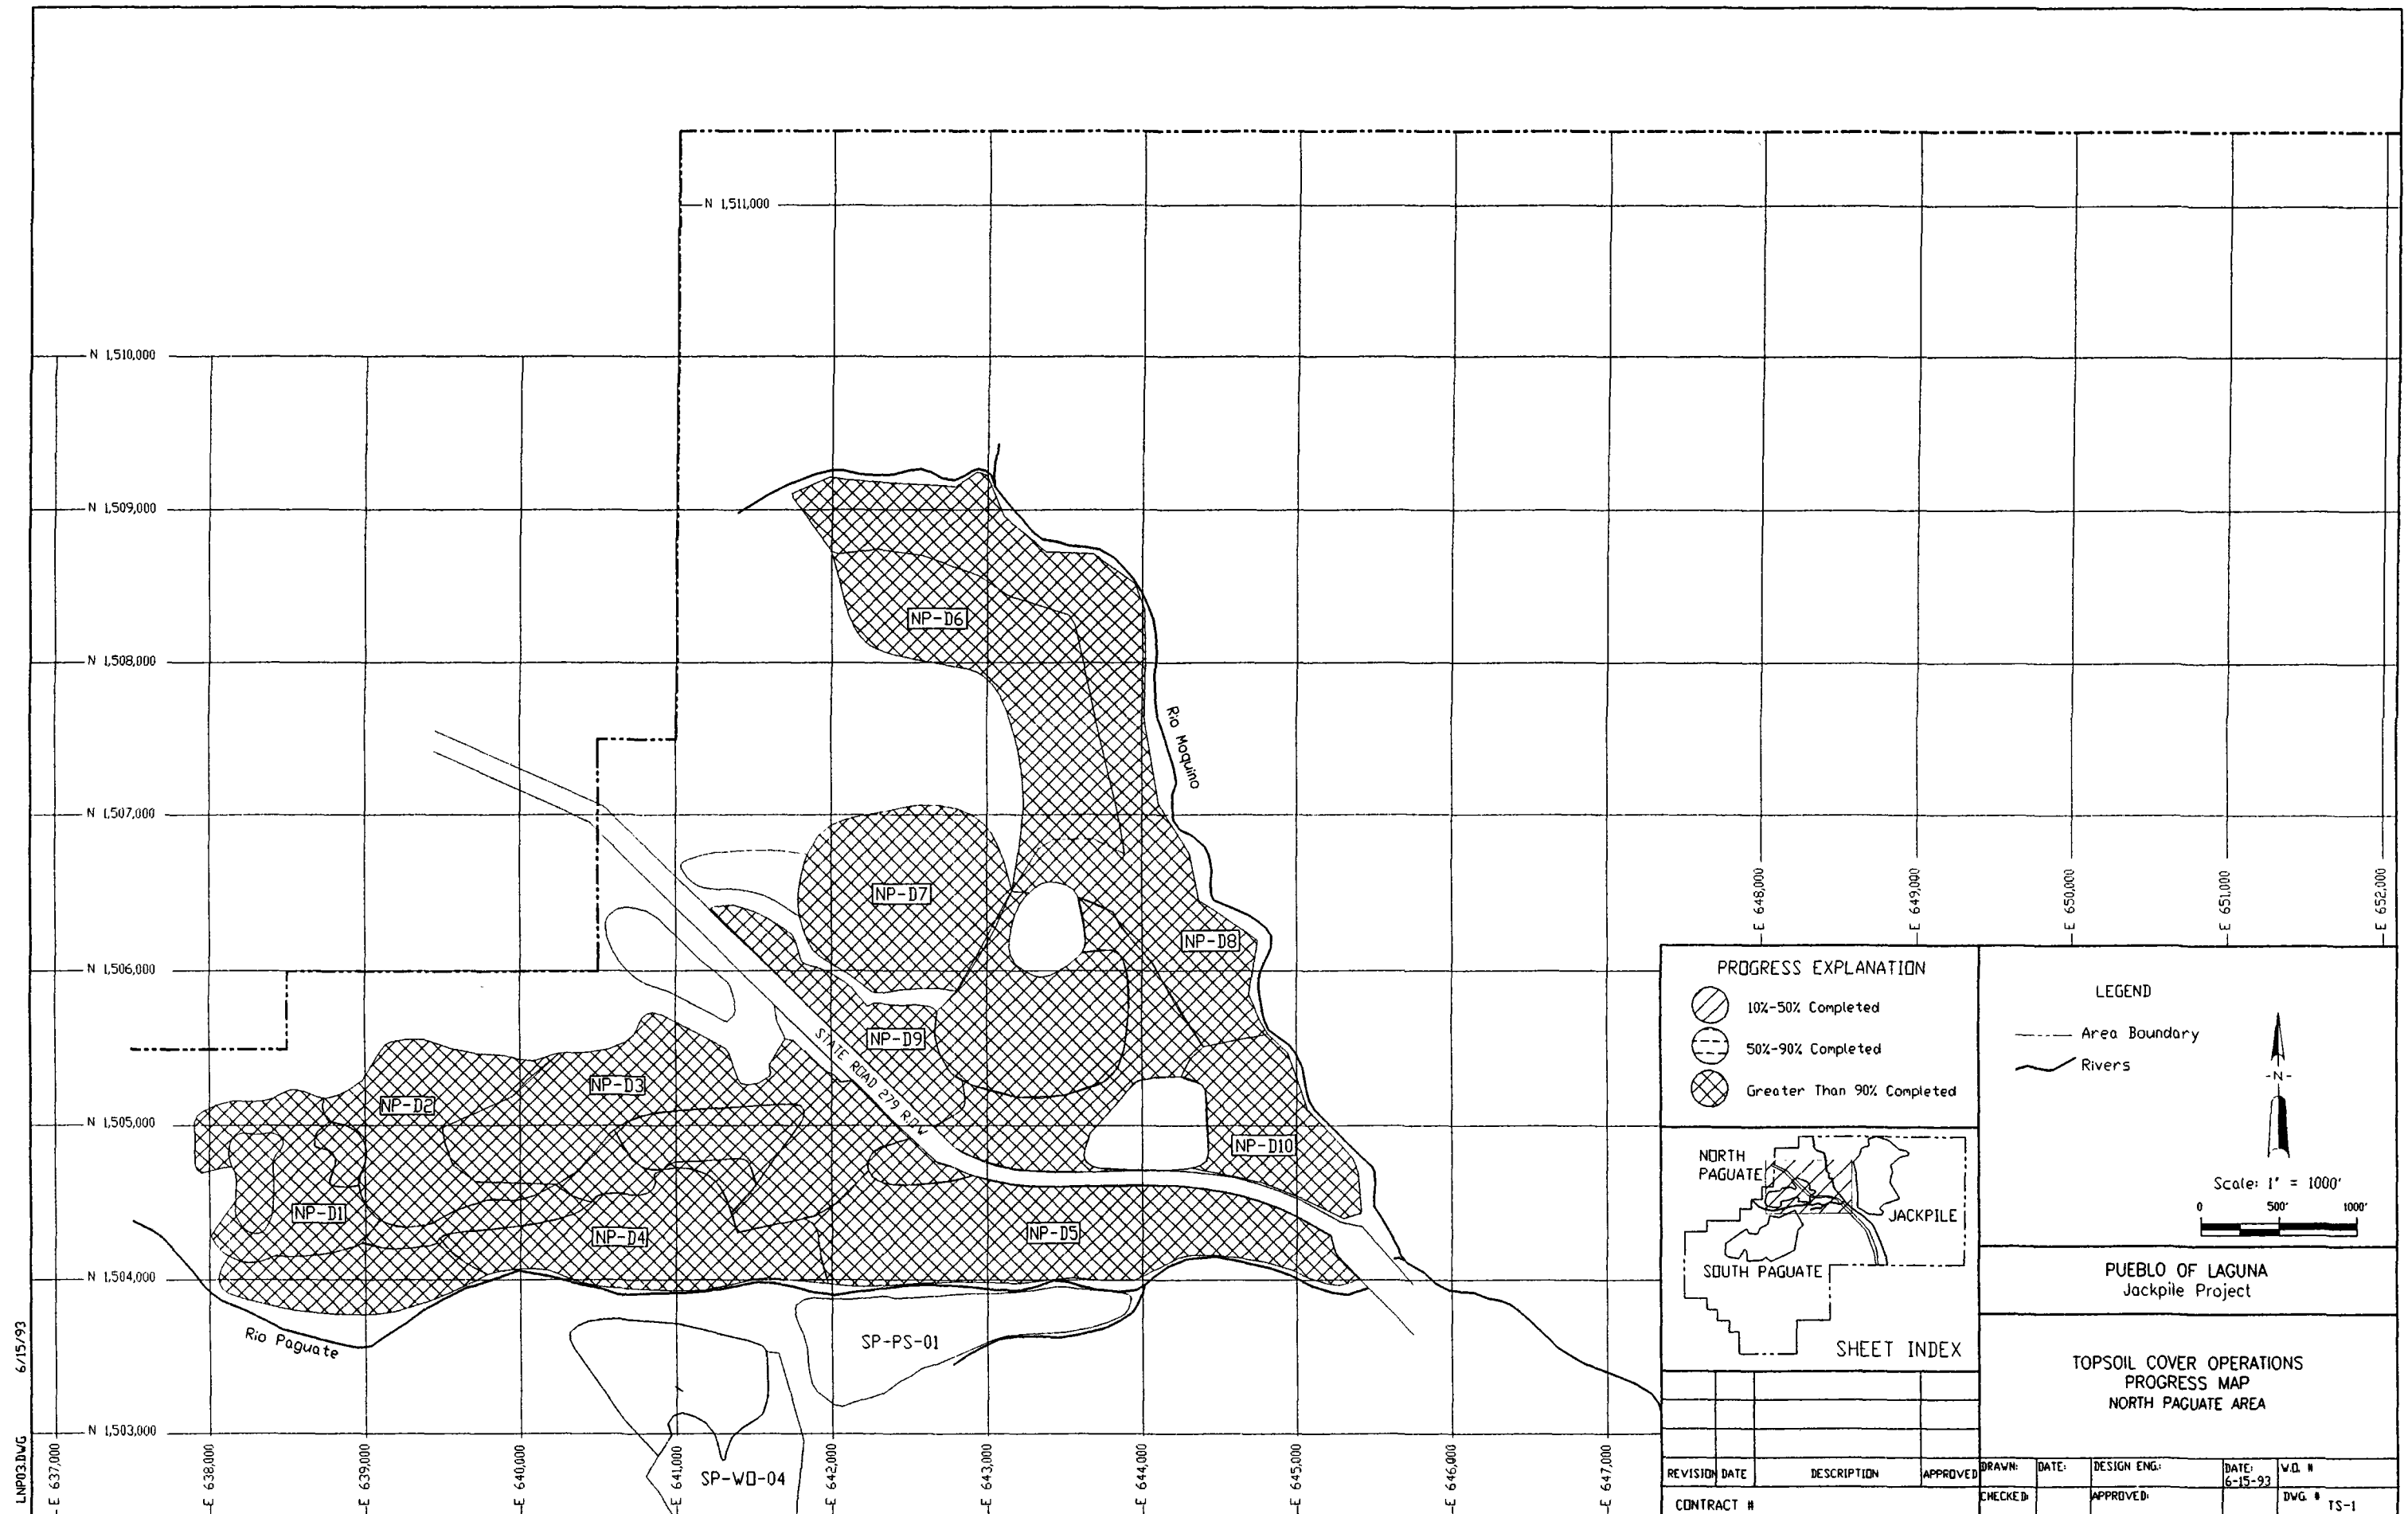 N 1,511,000
N 1,510,000
N 1,509,000
N 1,508,000
N 1,507,000
N 1,506,000
N 1,505,000
N 1,504,000
N 1,503,000
NP-D6
Rio Moquino
NP-D7
NP-D8
NP-D9
STATE ROAD 279 R.O.W
NP-D3
NP-D2
NP-D10
NP-D1
NP-D4
NP-D5
Rio Paguate
SP-PS-01
SP-WD-04
E 637,000
E 638,000
E 639,000
E 640,000
E 641,000
E 642,000
E 643,000
E 644,000
E 645,000
E 646,000
E 647,000
E 648,000
E 649,000
E 650,000
E 651,000
E 652,000
LNP03.DWG 6/15/93
PROGRESS EXPLANATION
10%-50% Completed
50%-90% Completed
Greater Than 90% Completed
LEGEND
Area Boundary
Rivers
-N-
Scale: 1" = 1000'
0 500' 1000'
NORTH
PAGUATE
JACKPILE
SOUTH PAGUATE
SHEET INDEX
PUEBLO OF LAGUNA
Jackpile Project
TOPSOIL COVER OPERATIONS
PROGRESS MAP
NORTH PAGUATE AREA
REVISION DATE DESCRIPTION APPROVED
CONTRACT #
DRAWN: DATE: DESIGN ENG.: DATE: 6-15-93 W.O. #
CHECKED: APPROVED: DWG. # TS-1